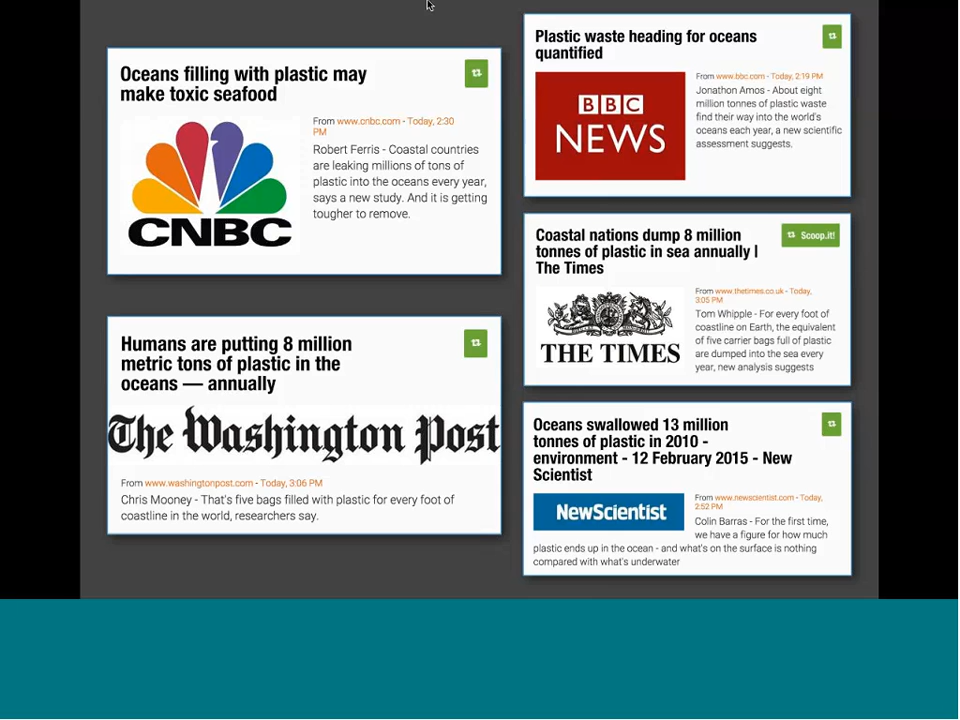 Oceans filling with plastic may
make toxic seafood
From www.cnbc.com - Today, 2:30
PM
Robert Ferris - Coastal countries
are leaking millions of tons of
plastic into the oceans every year,
says a new study. And it is getting
tougher to remove.
CNBC
Humans are putting 8 million
metric tons of plastic in the
oceans — annually
The Washington Post
From www.washingtonpost.com - Today, 3:06 PM
Chris Mooney - That's five bags filled with plastic for every foot of
coastline in the world, researchers say.
Plastic waste heading for oceans
quantified
BBC
NEWS
From www.bbc.com - Today, 2:19 PM
Jonathon Amos - About eight
million tonnes of plastic waste
find their way into the world's
oceans each year, a new scientific
assessment suggests.
Coastal nations dump 8 million
tonnes of plastic in sea annually |
The Times
Scoop.it!
THE TIMES
From www.thetimes.co.uk - Today,
3:05 PM
Tom Whipple - For every foot of
coastline on Earth, the equivalent
of five carrier bags full of plastic
are dumped into the sea every
year, new analysis suggests
Oceans swallowed 13 million
tonnes of plastic in 2010 -
environment - 12 February 2015 - New
Scientist
NewScientist
From www.newscientist.com - Today,
2:52 PM
Colin Barras - For the first time,
we have a figure for how much
plastic ends up in the ocean - and what's on the surface is nothing
compared with what's underwater